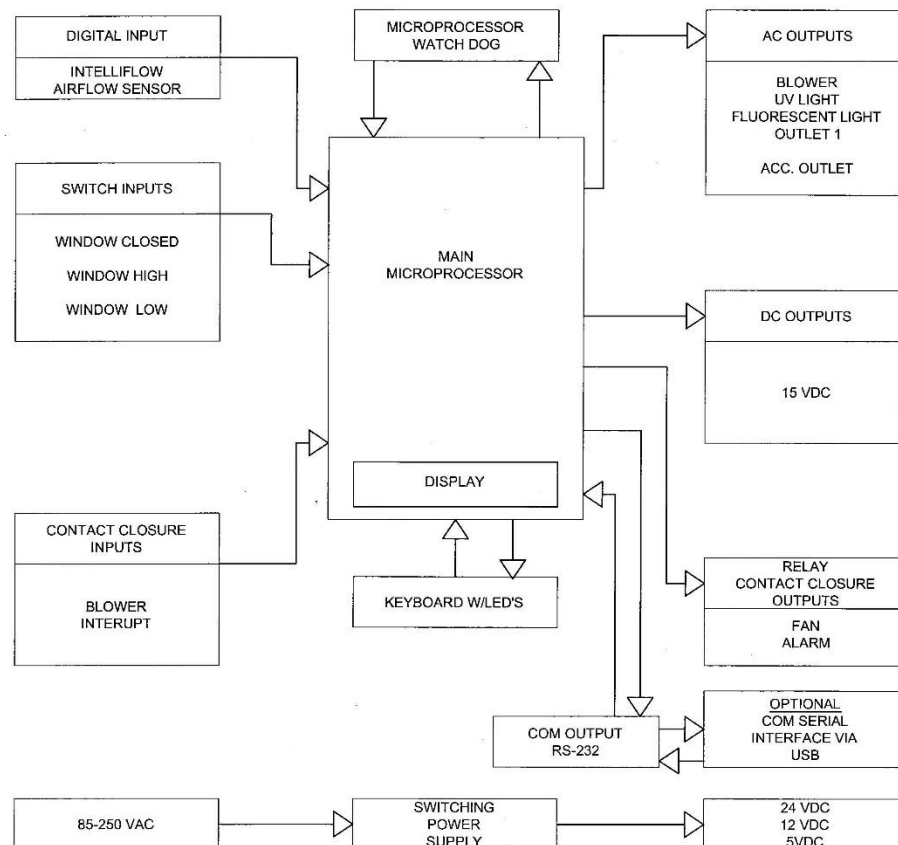 DIGITAL INPUT
INTELLIFLOW
AIRFLOW SENSOR
MICROPROCESSOR
WATCH DOG
AC OUTPUTS
BLOWER
UV LIGHT
FLUORESCENT LIGHT
OUTLET 1
ACC. OUTLET
SWITCH INPUTS
WINDOW CLOSED
WINDOW HIGH
WINDOW LOW
MAIN
MICROPROCESSOR
DC OUTPUTS
15 VDC
DISPLAY
CONTACT CLOSURE
INPUTS
BLOWER
INTERUPT
KEYBOARD W/LED'S
RELAY
CONTACT CLOSURE
OUTPUTS
FAN
ALARM
COM OUTPUT
RS-232
OPTIONAL
COM SERIAL
INTERFACE VIA
USB
85-250 VAC
SWITCHING
POWER
SUPPLY
24 VDC
12 VDC
5VDC